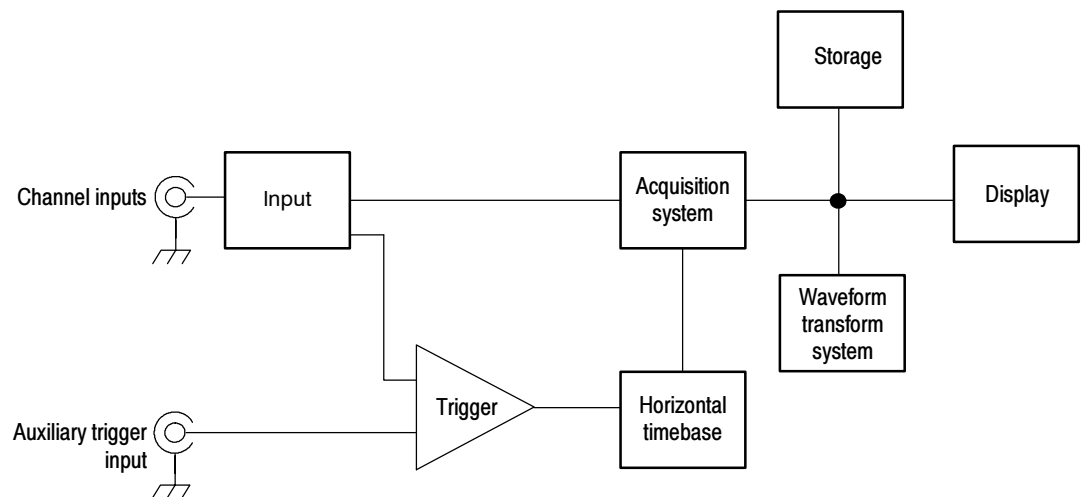 Storage
Channel inputs
Input
Acquisition
system
Display
Waveform
transform
system
Auxiliary trigger
input
Trigger
Horizontal
timebase